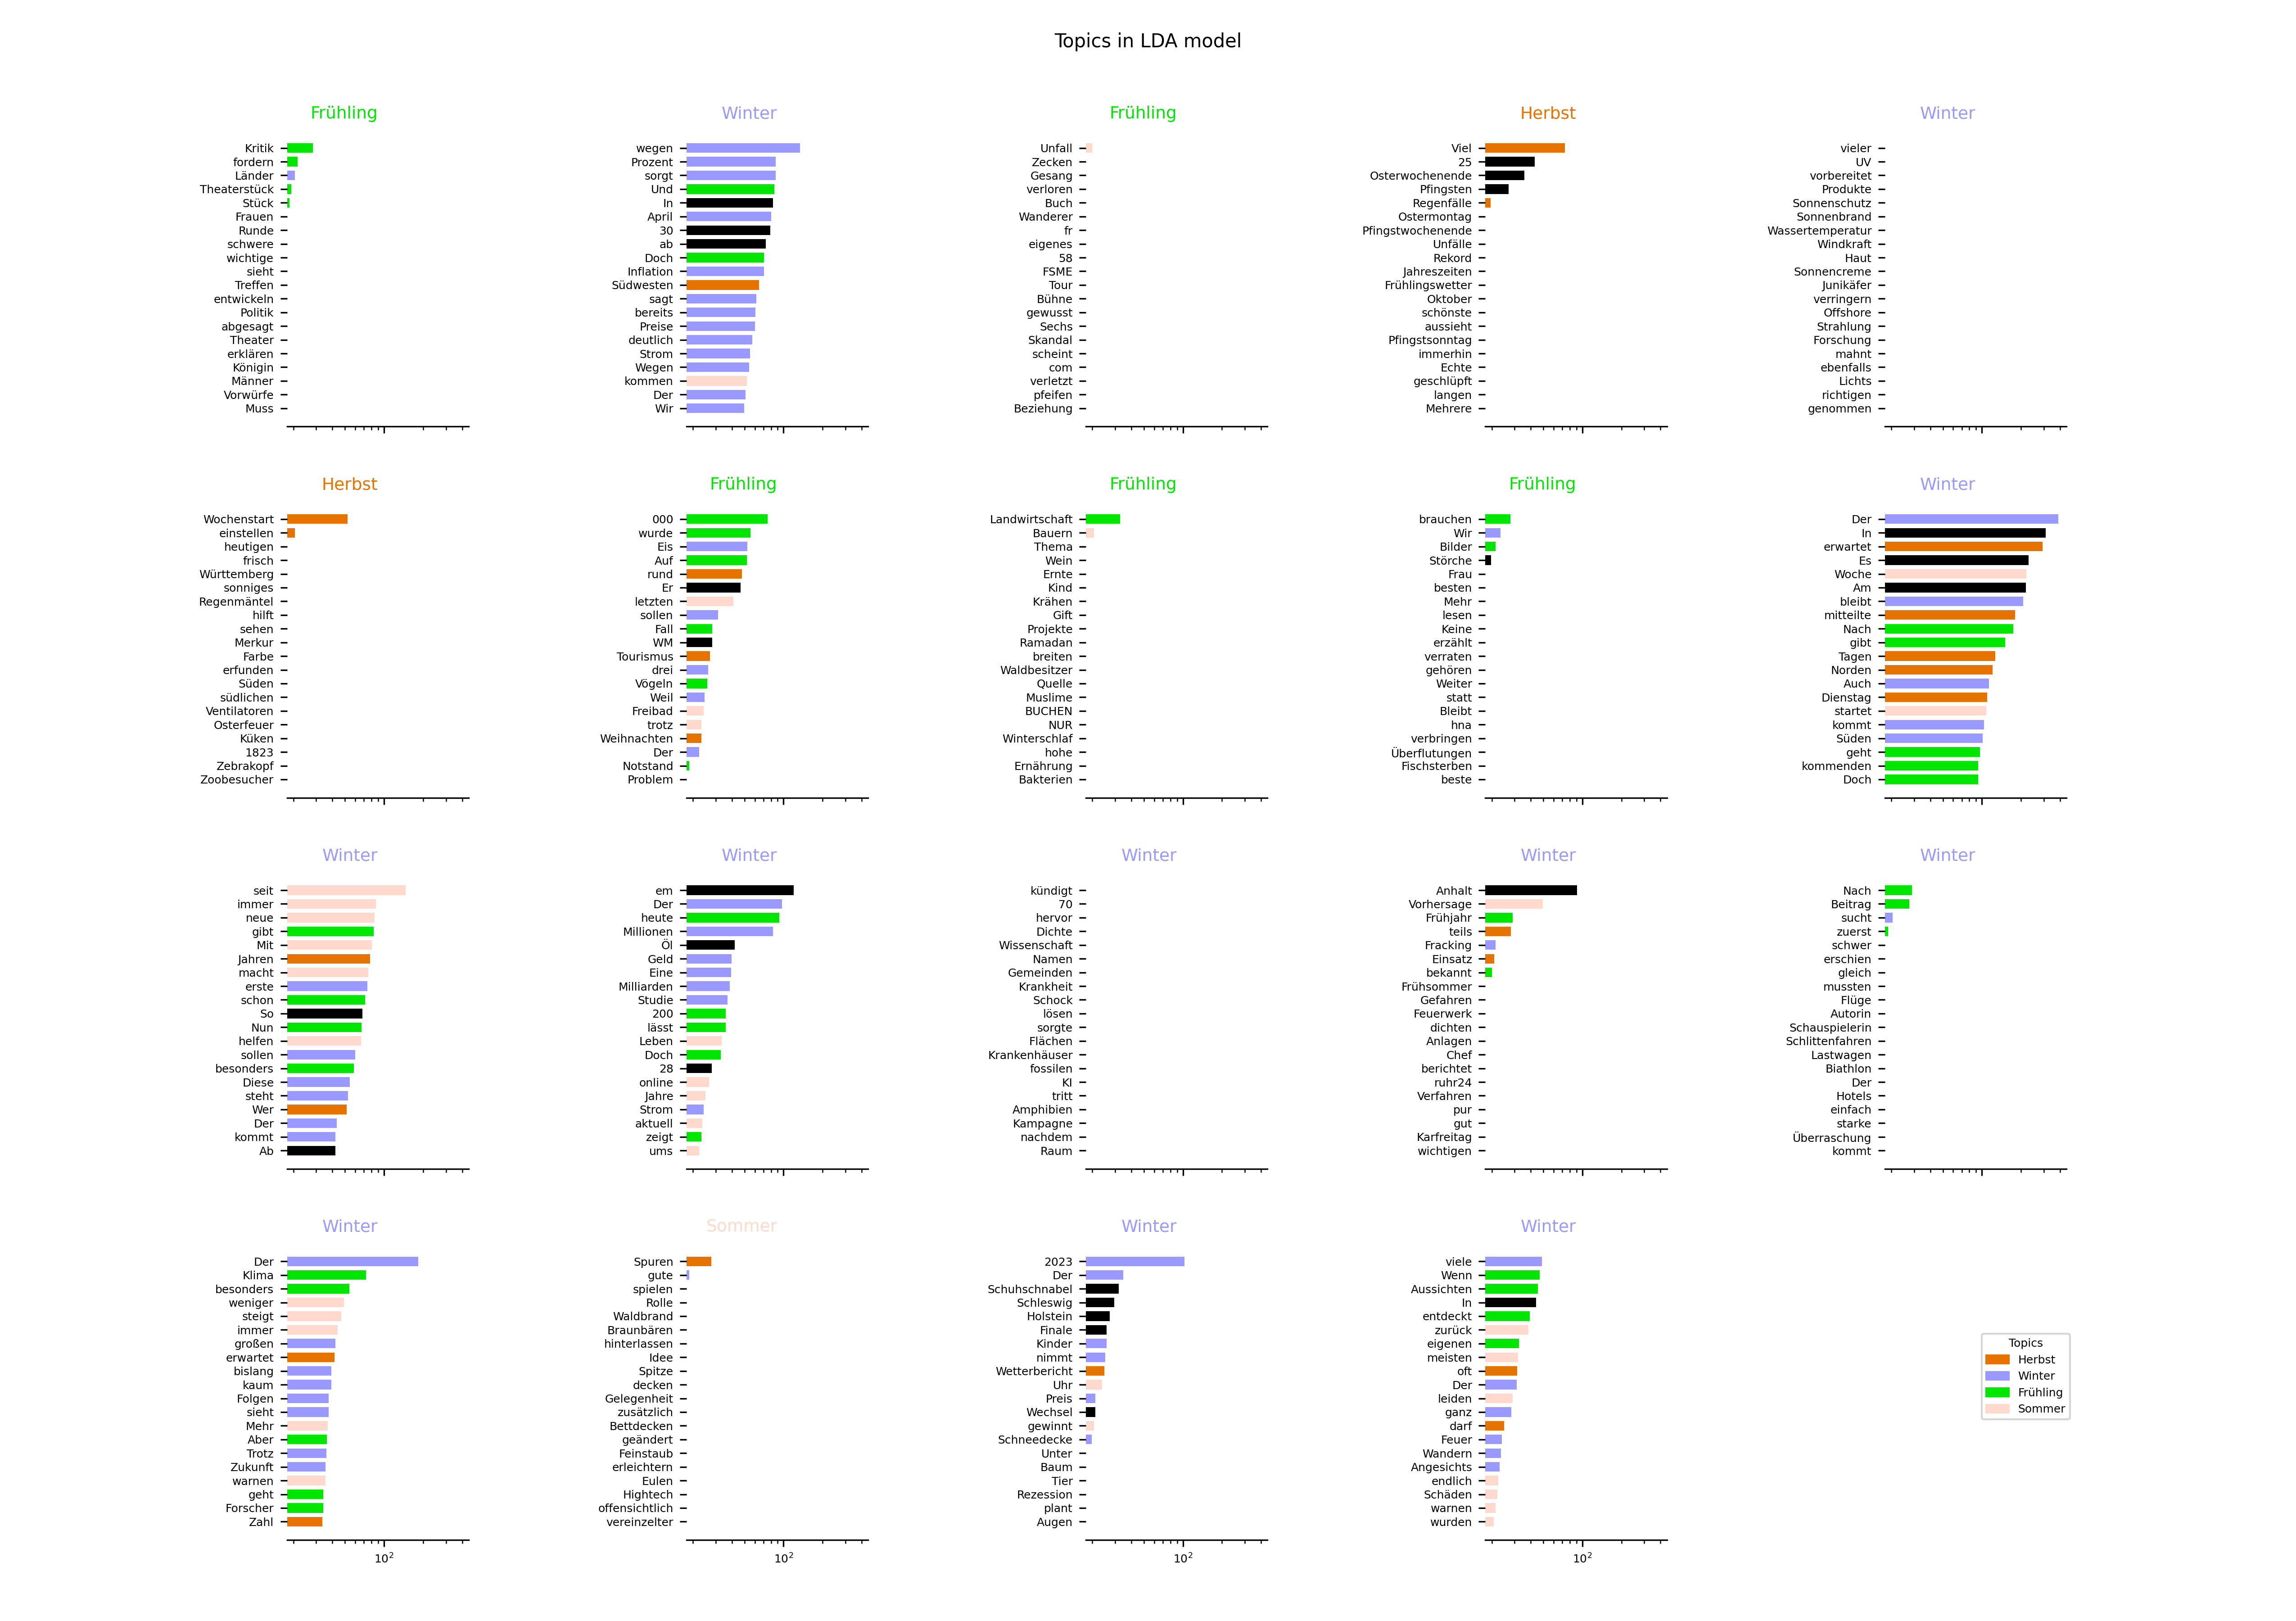 Topics in LDA model
Frühling
Kritik
fordern
Länder
Theaterstück
Stück
Frauen
Runde
schwere
wichtige
sieht
Treffen
entwickeln
Politik
abgesagt
Theater
erklären
Königin
Männer
Vorwürfe
Muss
Winter
wegen
Prozent
sorgt
Und
In
April
30
ab
Doch
Inflation
Südwesten
sagt
bereits
Preise
deutlich
Strom
Wegen
kommen
Der
Wir
Frühling
Unfall
Zecken
Gesang
verloren
Buch
Wanderer
fr
eigenes
58
FSME
Tour
Bühne
gewusst
Sechs
Skandal
scheint
com
verletzt
pfeifen
Beziehung
Herbst
Viel
25
Osterwochenende
Pfingsten
Regenfälle
Ostermontag
Pfingstwochenende
Unfälle
Rekord
Jahreszeiten
Frühlingswetter
Oktober
schönste
aussieht
Pfingstsonntag
immerhin
Echte
geschlüpft
langen
Mehrere
Winter
vieler
UV
vorbereitet
Produkte
Sonnenschutz
Sonnenbrand
Wassertemperatur
Windkraft
Haut
Sonnencreme
Junikäfer
verringern
Offshore
Strahlung
Forschung
mahnt
ebenfalls
Lichts
richtigen
genommen
Herbst
Wochenstart
einstellen
heutigen
frisch
Württemberg
sonniges
Regenmäntel
hilft
sehen
Merkur
Farbe
erfunden
Süden
südlichen
Ventilatoren
Osterfeuer
Küken
1823
Zebrakopf
Zoobesucher
Frühling
000
wurde
Eis
Auf
rund
Er
letzten
sollen
Fall
WM
Tourismus
drei
Vögeln
Weil
Freibad
trotz
Weihnachten
Der
Notstand
Problem
Frühling
Landwirtschaft
Bauern
Thema
Wein
Ernte
Kind
Krähen
Gift
Projekte
Ramadan
breiten
Waldbesitzer
Quelle
Muslime
BUCHEN
NUR
Winterschlaf
hohe
Ernährung
Bakterien
Frühling
brauchen
Wir
Bilder
Störche
Frau
besten
Mehr
lesen
Keine
erzählt
verraten
gehören
Weiter
statt
Bleibt
hna
verbringen
Überflutungen
Fischsterben
beste
Winter
Der
In
erwartet
Es
Woche
Am
bleibt
mitteilte
Nach
gibt
Tagen
Norden
Auch
Dienstag
startet
kommt
Süden
geht
kommenden
Doch
Winter
seit
immer
neue
gibt
Mit
Jahren
macht
erste
schon
So
Nun
helfen
sollen
besonders
Diese
steht
Wer
Der
kommt
Ab
Winter
em
Der
heute
Millionen
Öl
Geld
Eine
Milliarden
Studie
200
lässt
Leben
Doch
28
online
Jahre
Strom
aktuell
zeigt
ums
Winter
kündigt
70
hervor
Dichte
Wissenschaft
Namen
Gemeinden
Krankheit
Schock
lösen
sorgte
Flächen
Krankenhäuser
fossilen
KI
tritt
Amphibien
Kampagne
nachdem
Raum
Winter
Anhalt
Vorhersage
Frühjahr
teils
Fracking
Einsatz
bekannt
Frühsommer
Gefahren
Feuerwerk
dichten
Anlagen
Chef
berichtet
ruhr24
Verfahren
pur
gut
Karfreitag
wichtigen
Winter
Nach
Beitrag
sucht
zuerst
schwer
erschien
gleich
mussten
Flüge
Autorin
Schauspielerin
Schlittenfahren
Lastwagen
Biathlon
Der
Hotels
einfach
starke
Überraschung
kommt
Winter
Der
Klima
besonders
weniger
steigt
immer
großen
erwartet
bislang
kaum
Folgen
sieht
Mehr
Aber
Trotz
Zukunft
warnen
geht
Forscher
Zahl
10²
Sommer
Spuren
gute
spielen
Rolle
Waldbrand
Braunbären
hinterlassen
Idee
Spitze
decken
Gelegenheit
zusätzlich
Bettdecken
geändert
Feinstaub
erleichtern
Eulen
Hightech
offensichtlich
vereinzelter
10²
Winter
2023
Der
Schuhschnabel
Schleswig
Holstein
Finale
Kinder
nimmt
Wetterbericht
Uhr
Preis
Wechsel
gewinnt
Schneedecke
Unter
Baum
Tier
Rezession
plant
Augen
10²
Winter
viele
Wenn
Aussichten
In
entdeckt
zurück
eigenen
meisten
oft
Der
leiden
ganz
darf
Feuer
Wandern
Angesichts
endlich
Schäden
warnen
wurden
10²
Topics
Herbst
Winter
Frühling
Sommer